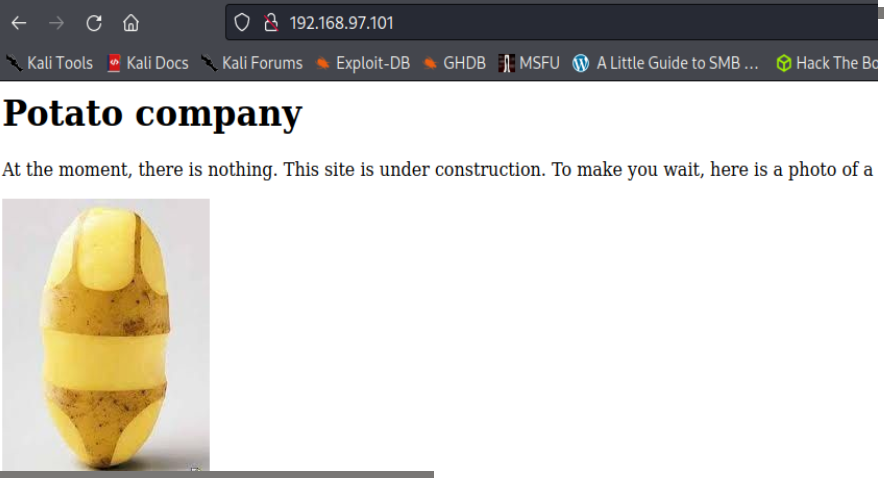 192.168.97.101
Kali Tools Kali Docs Kali Forums Exploit-DB GHDB MSFU A Little Guide to SMB ... Hack The Bo
Potato company
At the moment, there is nothing. This site is under construction. To make you wait, here is a photo of a